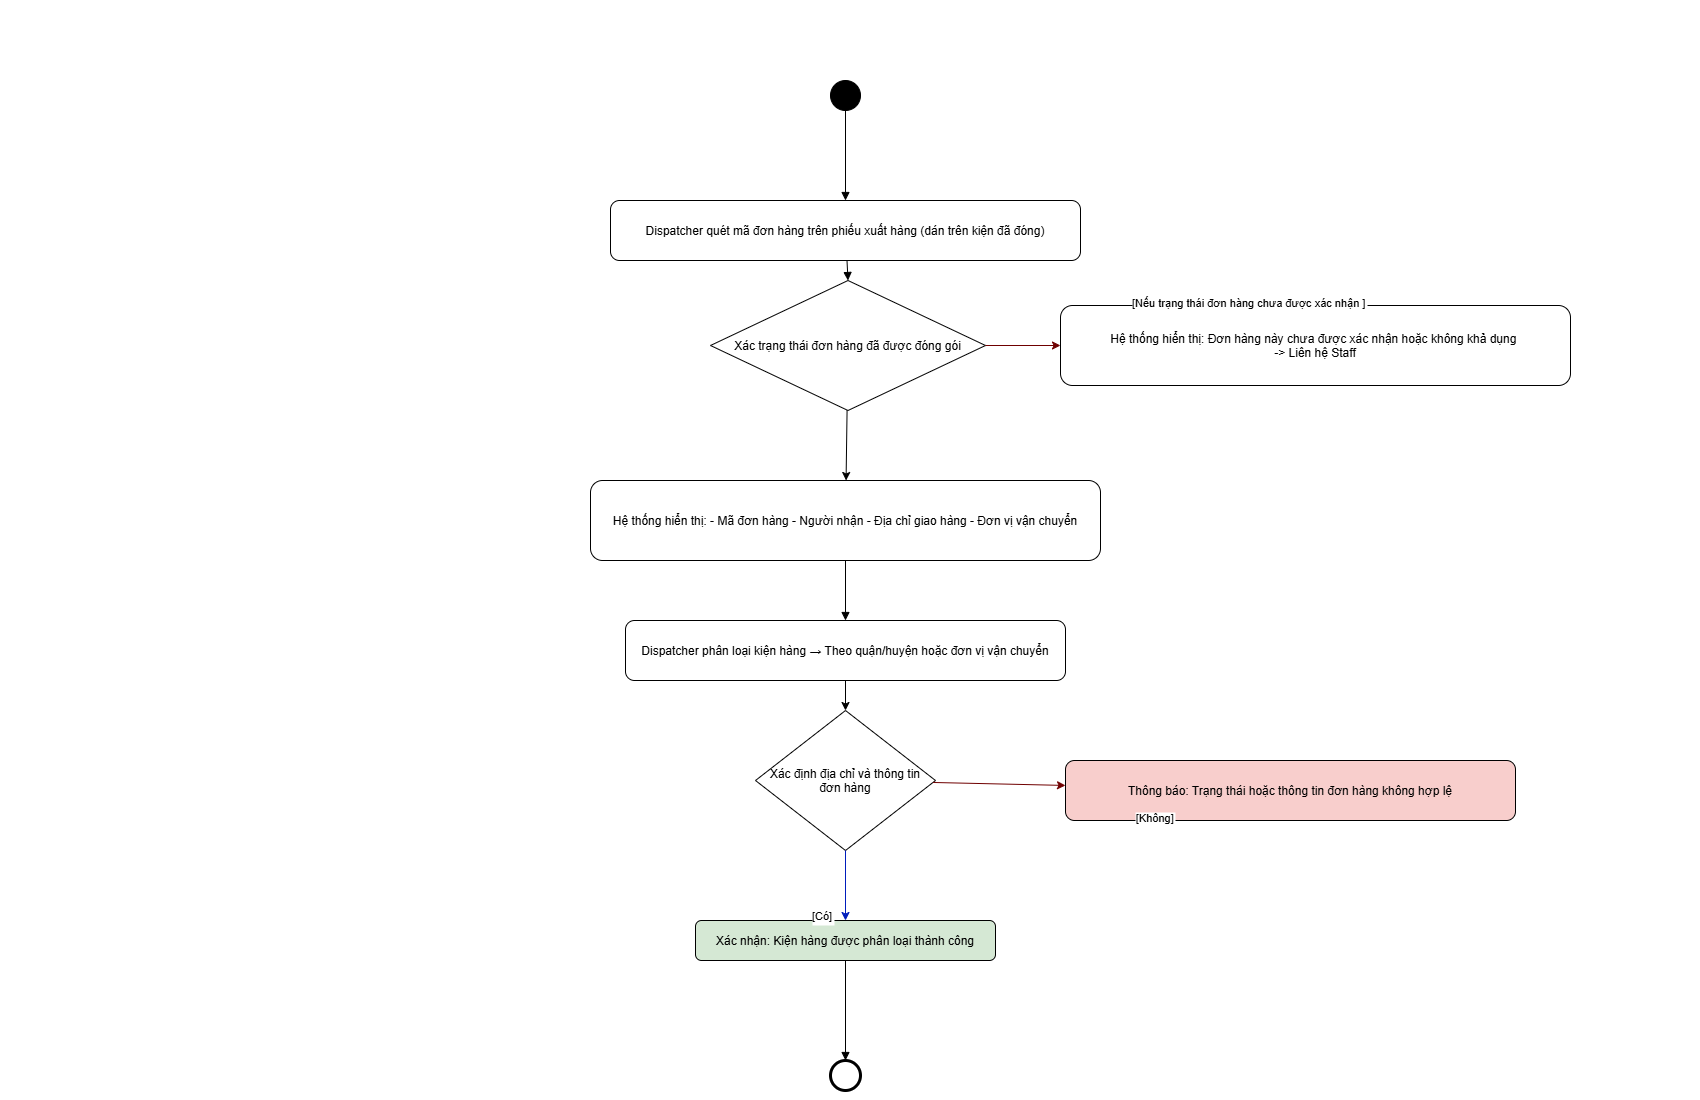 Dispatcher quét mã đơn hàng trên phiếu xuất hàng (dán trên kiện đã đóng)
[Nếu trạng thái đơn hàng chưa được xác nhận ]
Xác trạng thái đơn hàng đã được đóng gói
Hệ thống hiển thị: Đơn hàng này chưa được xác nhận hoặc không khả dụng
-> Liên hệ Staff
Hệ thống hiển thị: - Mã đơn hàng - Người nhận - Địa chỉ giao hàng - Đơn vị vận chuyển
Dispatcher phân loại kiện hàng → Theo quận/huyện hoặc đơn vị vận chuyển
Xác định địa chỉ và thông tin
đơn hàng
Thông báo: Trạng thái hoặc thông tin đơn hàng không hợp lệ
[Không]
[Có]
Xác nhận: Kiện hàng được phân loại thành công